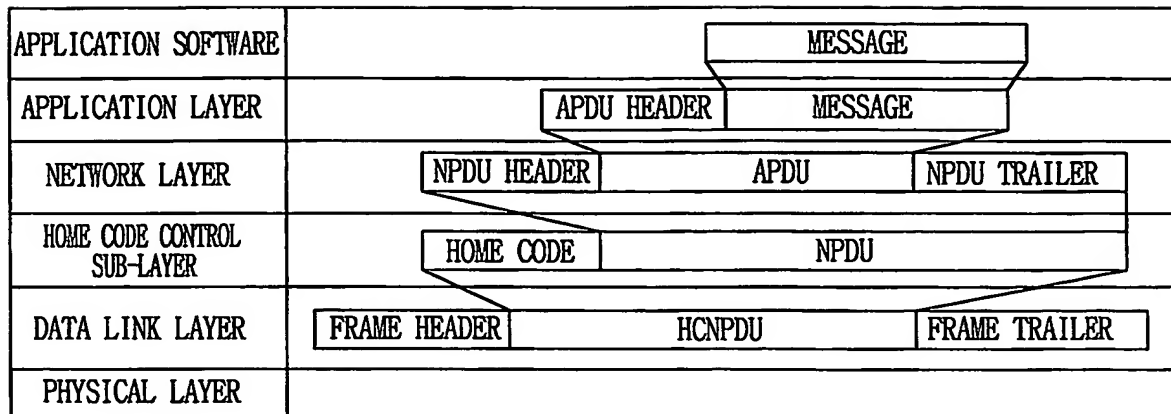 APPLICATION SOFTWARE
MESSAGE
APPLICATION LAYER
APDU HEADER
MESSAGE
NETWORK LAYER
NPDU HEADER
APDU
NPDU TRAILER
HOME CODE CONTROL
SUB-LAYER
HOME CODE
NPDU
DATA LINK LAYER
FRAME HEADER
HCNPDU
FRAME TRAILER
PHYSICAL LAYER